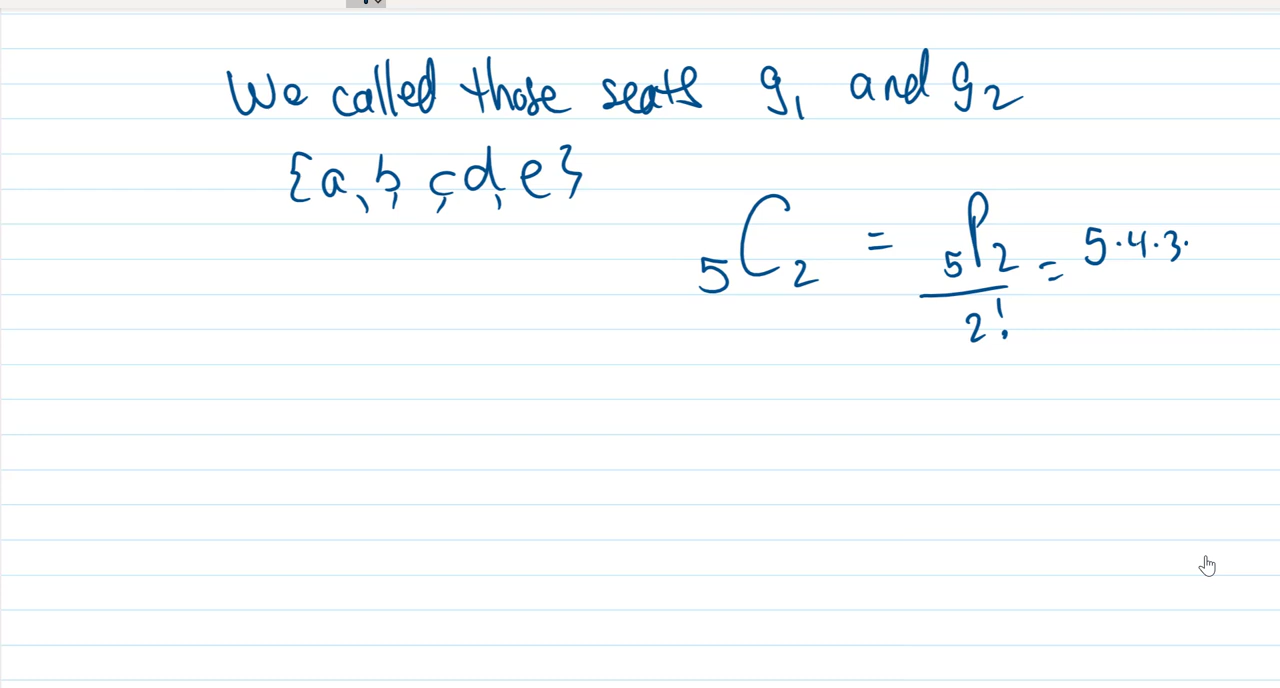 We called those seats g₁ and g₂
{a, b, c, d, e}
₅C₂ = ₅P₂ / 2! = 5·4·3·